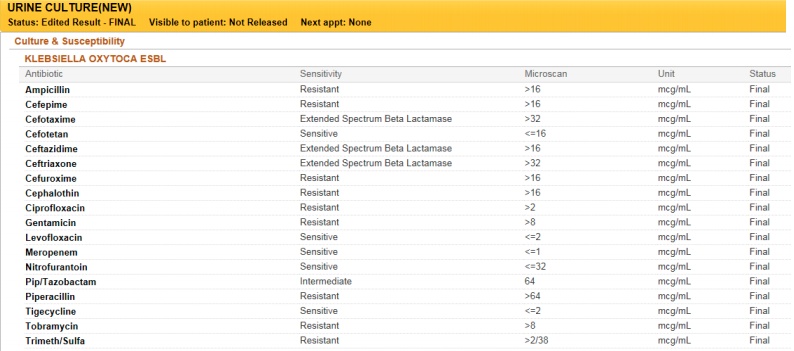 URINE CULTURE(NEW)
Status: Edited Result - FINAL Visible to patient: Not Released Next appt: None
Culture & Susceptibility
KLEBSIELLA OXYTOCA ESBL
Antibiotic Sensitivity Microscan Unit Status
Ampicillin Resistant >16 mcg/mL Final
Cefepime Resistant >16 mcg/mL Final
Cefotaxime Extended Spectrum Beta Lactamase >32 mcg/mL Final
Cefotetan Sensitive <=16 mcg/mL Final
Ceftazidime Extended Spectrum Beta Lactamase >16 mcg/mL Final
Ceftriaxone Extended Spectrum Beta Lactamase >32 mcg/mL Final
Cefuroxime Resistant >16 mcg/mL Final
Cephalothin Resistant >16 mcg/mL Final
Ciprofloxacin Resistant >2 mcg/mL Final
Gentamicin Resistant >8 mcg/mL Final
Levofloxacin Sensitive <=2 mcg/mL Final
Meropenem Sensitive <=1 mcg/mL Final
Nitrofurantoin Sensitive <=32 mcg/mL Final
Pip/Tazobactam Intermediate 64 mcg/mL Final
Piperacillin Resistant >64 mcg/mL Final
Tigecycline Sensitive <=2 mcg/mL Final
Tobramycin Resistant >8 mcg/mL Final
Trimeth/Sulfa Resistant >2/38 mcg/mL Final